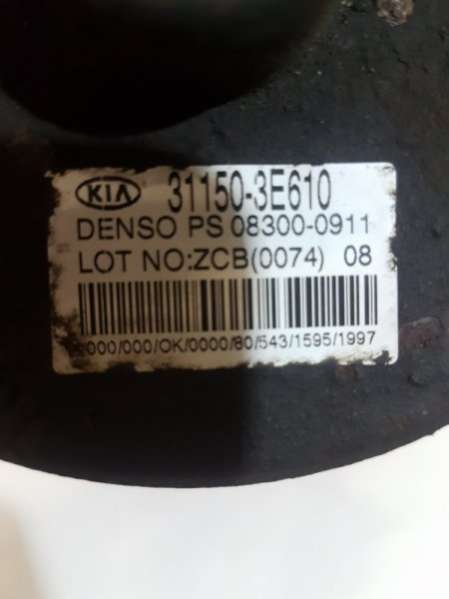 KIA 31150-3E610
DENSO PS 08300-0911
LOT NO:ZCB(0074) 08
000/000/OK/0000/80/543/1595/1997